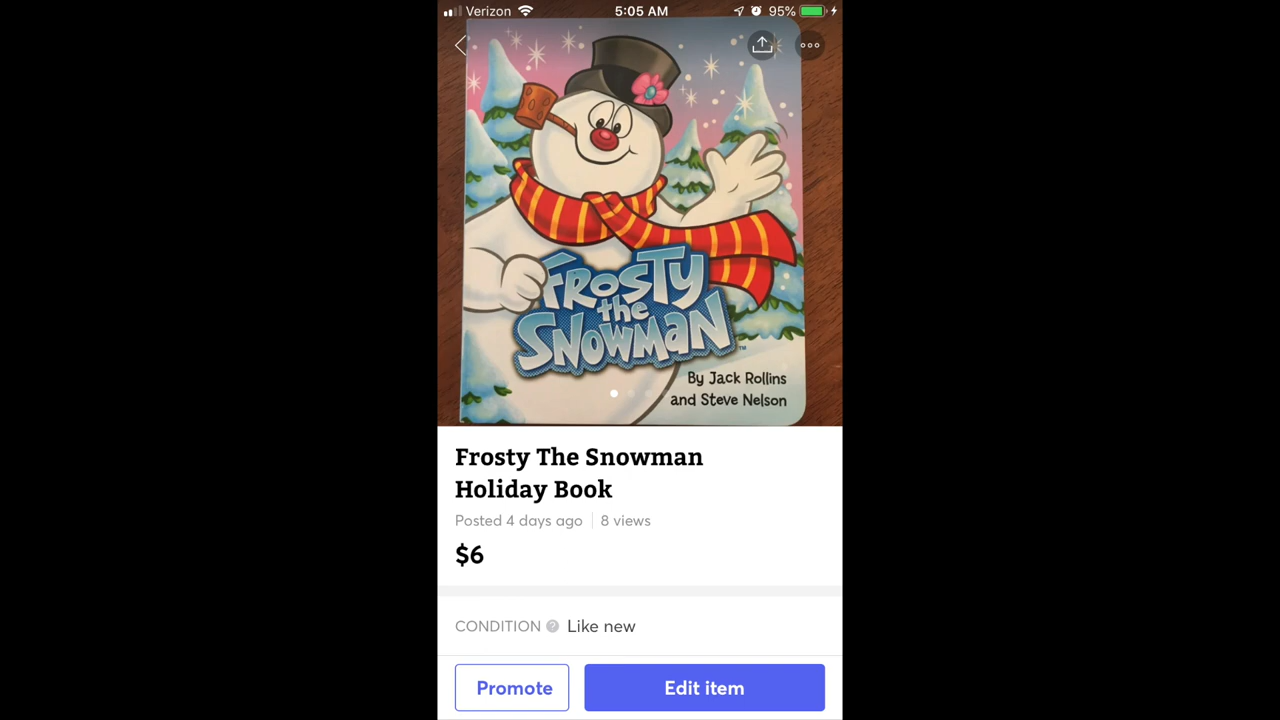 Verizon 5:05 AM 95%
FROSTY
the
SNOWMAN™
By Jack Rollins
and Steve Nelson
Frosty The Snowman
Holiday Book
Posted 4 days ago 8 views
$6
CONDITION ? Like new
Promote Edit item